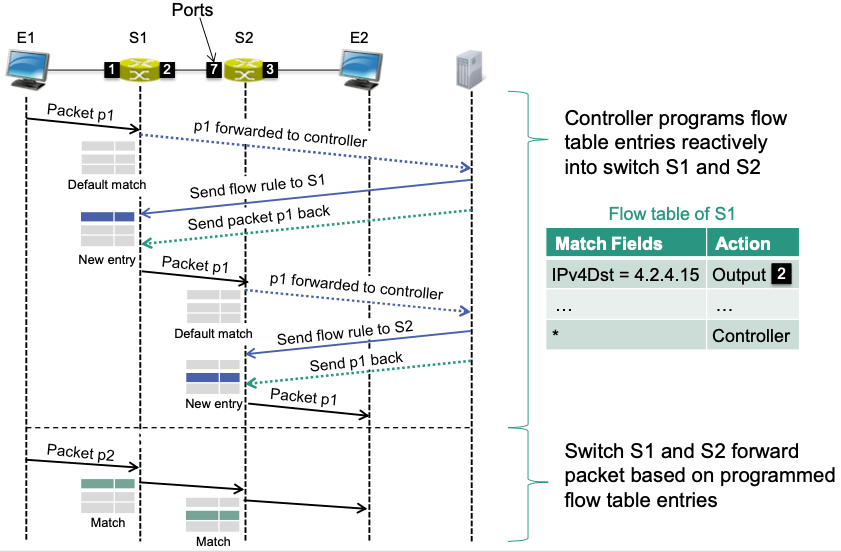 Ports
E1
S1
S2
E2
1
2
7
3
Packet p1
p1 forwarded to controller
Default match
Send flow rule to S1
Send packet p1 back
New entry
Packet p1
p1 forwarded to controller
Default match
Send flow rule to S2
Send p1 back
New entry
Packet p1
Packet p2
Match
Match
Controller programs flow
table entries reactively
into switch S1 and S2
Flow table of S1
Match Fields Action
IPv4Dst = 4.2.4.15 Output 2
... ...
* Controller
Switch S1 and S2 forward
packet based on programmed
flow table entries